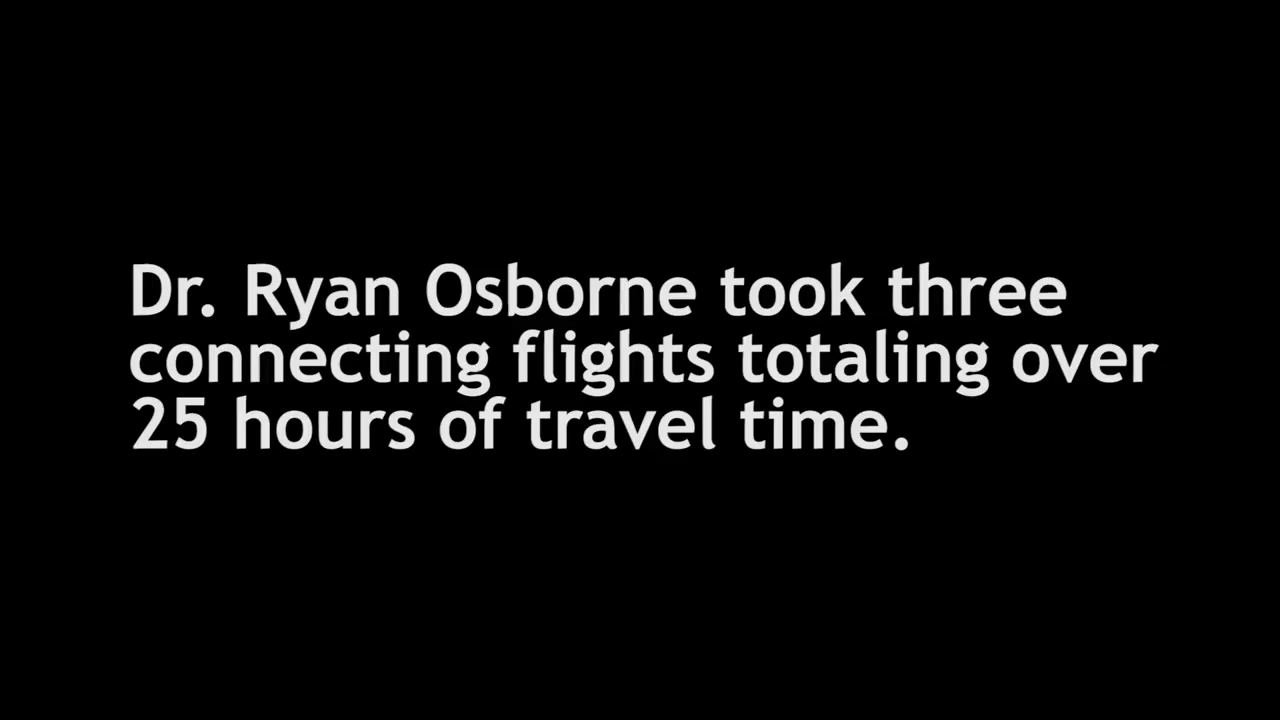 Dr. Ryan Osborne took three
connecting flights totaling over
25 hours of travel time.